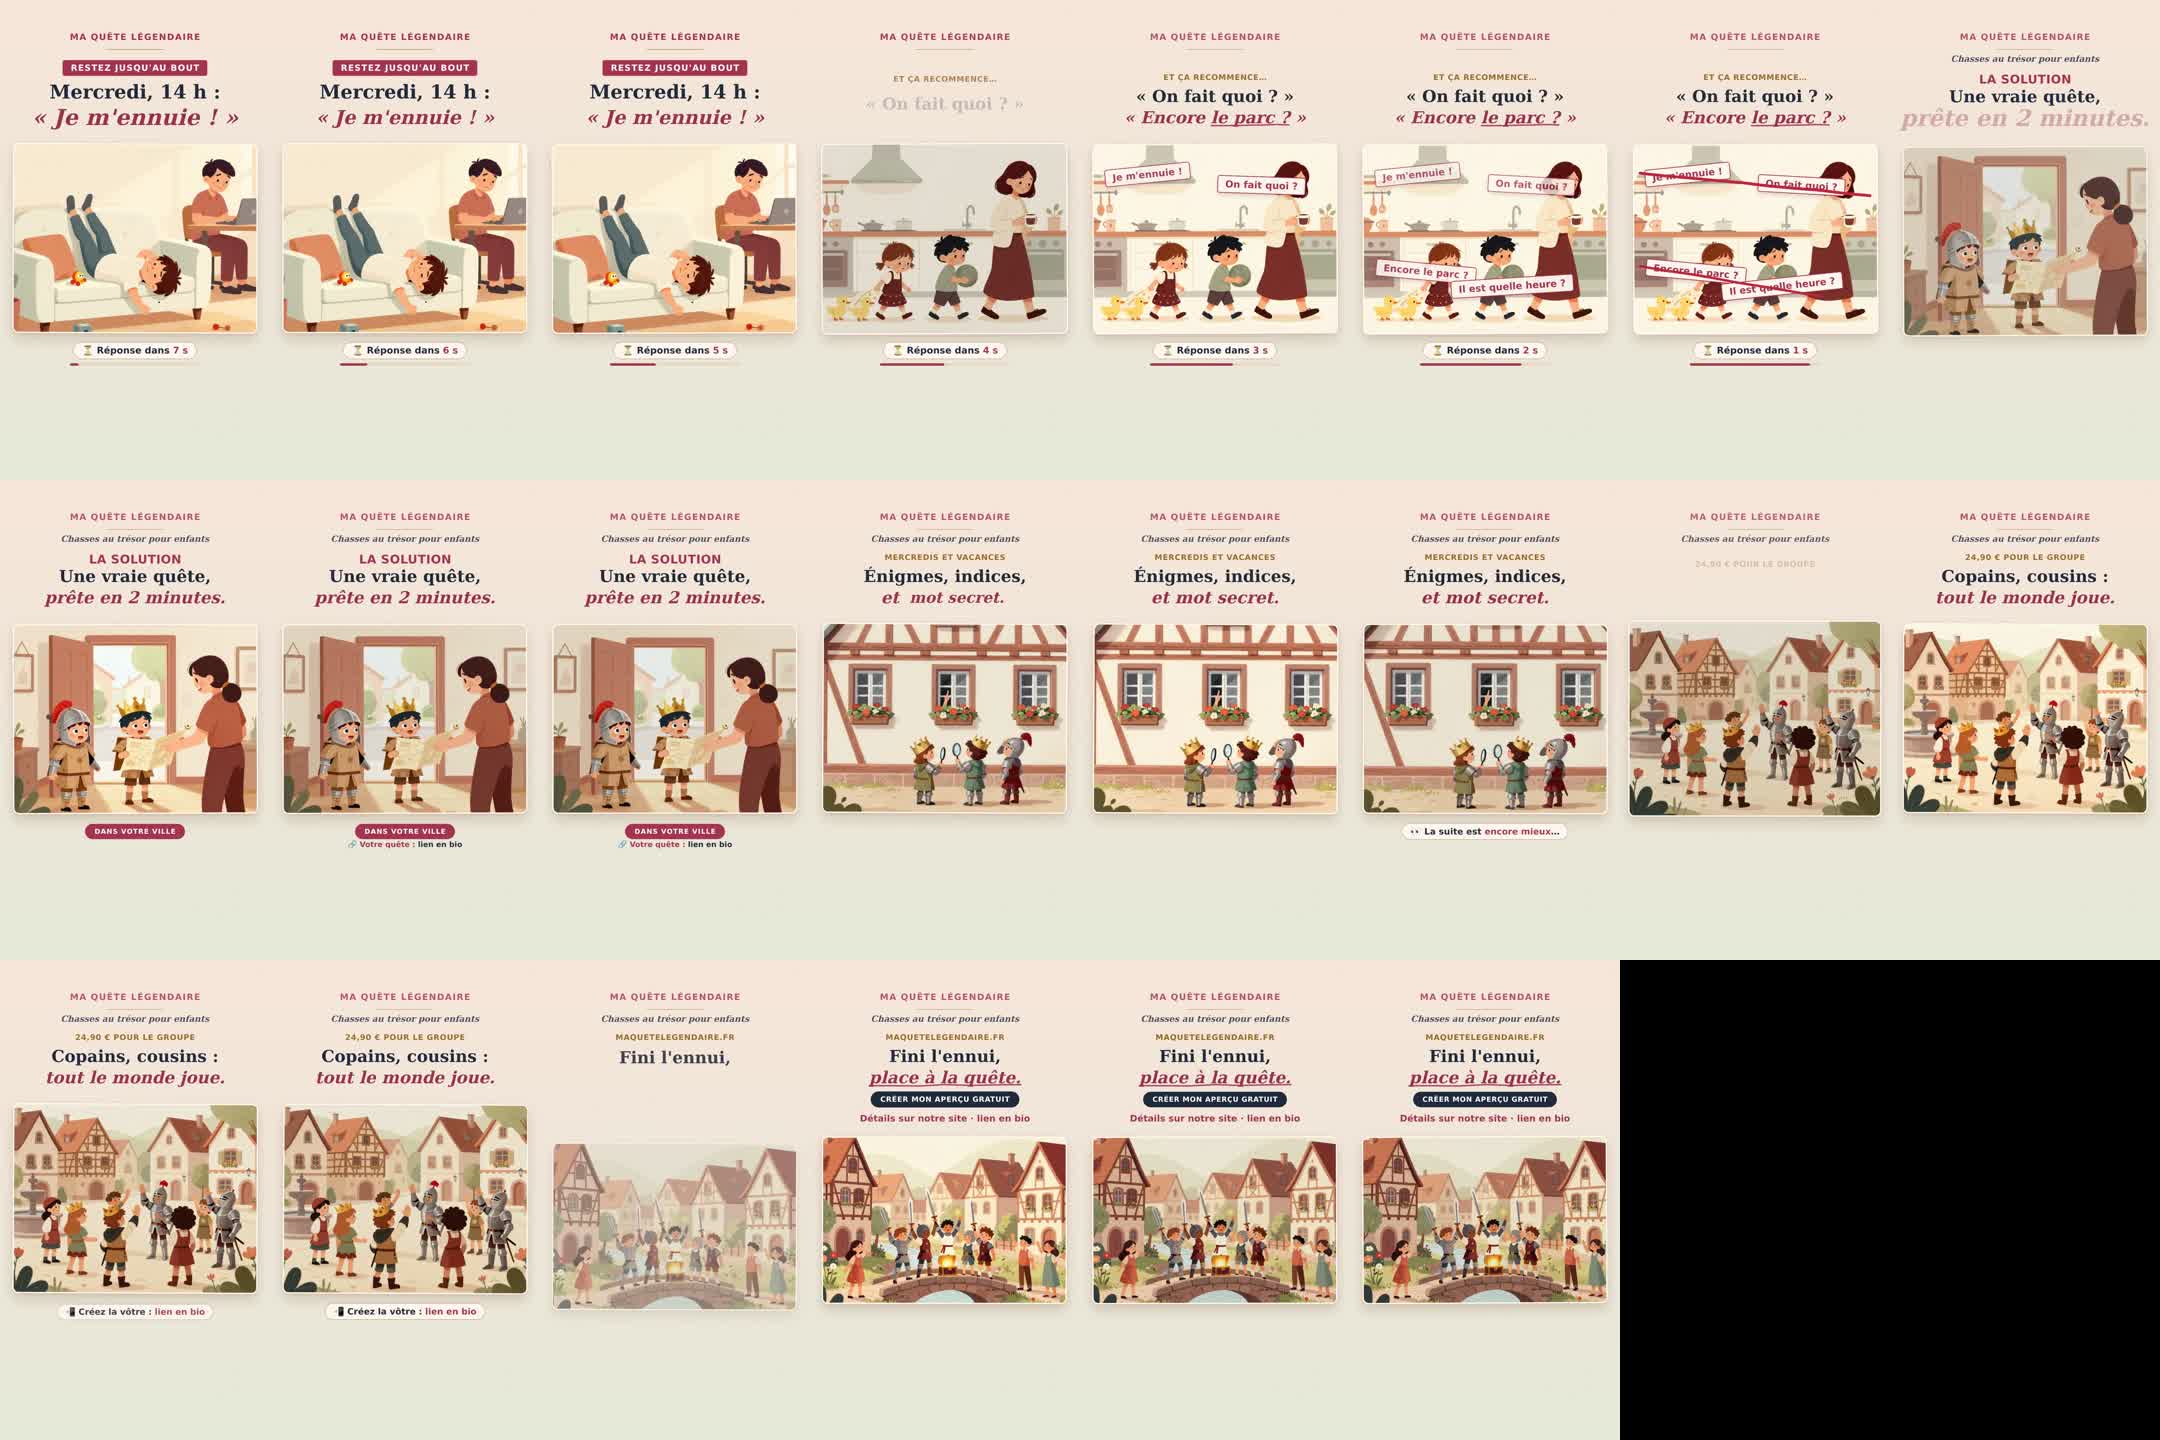 MA QUÊTE LÉGENDAIRE
RESTEZ JUSQU'AU BOUT
Mercredi, 14 h :
« Je m'ennuie ! »
⏳ Réponse dans 7 s
MA QUÊTE LÉGENDAIRE
RESTEZ JUSQU'AU BOUT
Mercredi, 14 h :
« Je m'ennuie ! »
⏳ Réponse dans 6 s
MA QUÊTE LÉGENDAIRE
RESTEZ JUSQU'AU BOUT
Mercredi, 14 h :
« Je m'ennuie ! »
⏳ Réponse dans 5 s
MA QUÊTE LÉGENDAIRE
ET ÇA RECOMMENCE…
« On fait quoi ? »
⏳ Réponse dans 4 s
MA QUÊTE LÉGENDAIRE
ET ÇA RECOMMENCE…
« On fait quoi ? »
« Encore le parc ? »
Je m'ennuie !
On fait quoi ?
⏳ Réponse dans 3 s
MA QUÊTE LÉGENDAIRE
ET ÇA RECOMMENCE…
« On fait quoi ? »
« Encore le parc ? »
Je m'ennuie !
On fait quoi ?
Encore le parc ?
Il est quelle heure ?
⏳ Réponse dans 2 s
MA QUÊTE LÉGENDAIRE
ET ÇA RECOMMENCE…
« On fait quoi ? »
« Encore le parc ? »
Je m'ennuie !
On fait quoi ?
Encore le parc ?
Il est quelle heure ?
⏳ Réponse dans 1 s
MA QUÊTE LÉGENDAIRE
Chasses au trésor pour enfants
LA SOLUTION
Une vraie quête,
prête en 2 minutes.
MA QUÊTE LÉGENDAIRE
Chasses au trésor pour enfants
LA SOLUTION
Une vraie quête,
prête en 2 minutes.
DANS VOTRE VILLE
MA QUÊTE LÉGENDAIRE
Chasses au trésor pour enfants
LA SOLUTION
Une vraie quête,
prête en 2 minutes.
DANS VOTRE VILLE
🔗 Votre quête : lien en bio
MA QUÊTE LÉGENDAIRE
Chasses au trésor pour enfants
LA SOLUTION
Une vraie quête,
prête en 2 minutes.
DANS VOTRE VILLE
🔗 Votre quête : lien en bio
MA QUÊTE LÉGENDAIRE
Chasses au trésor pour enfants
MERCREDIS ET VACANCES
Énigmes, indices,
et mot secret.
MA QUÊTE LÉGENDAIRE
Chasses au trésor pour enfants
MERCREDIS ET VACANCES
Énigmes, indices,
et mot secret.
MA QUÊTE LÉGENDAIRE
Chasses au trésor pour enfants
MERCREDIS ET VACANCES
Énigmes, indices,
et mot secret.
👀 La suite est encore mieux…
MA QUÊTE LÉGENDAIRE
Chasses au trésor pour enfants
24,90 € POUR LE GROUPE
MA QUÊTE LÉGENDAIRE
Chasses au trésor pour enfants
24,90 € POUR LE GROUPE
Copains, cousins :
tout le monde joue.
MA QUÊTE LÉGENDAIRE
Chasses au trésor pour enfants
24,90 € POUR LE GROUPE
Copains, cousins :
tout le monde joue.
📲 Créez la vôtre : lien en bio
MA QUÊTE LÉGENDAIRE
Chasses au trésor pour enfants
24,90 € POUR LE GROUPE
Copains, cousins :
tout le monde joue.
📲 Créez la vôtre : lien en bio
MA QUÊTE LÉGENDAIRE
Chasses au trésor pour enfants
MAQUETELEGENDAIRE.FR
Fini l'ennui,
MA QUÊTE LÉGENDAIRE
Chasses au trésor pour enfants
MAQUETELEGENDAIRE.FR
Fini l'ennui,
place à la quête.
CRÉER MON APERÇU GRATUIT
Détails sur notre site · lien en bio
MA QUÊTE LÉGENDAIRE
Chasses au trésor pour enfants
MAQUETELEGENDAIRE.FR
Fini l'ennui,
place à la quête.
CRÉER MON APERÇU GRATUIT
Détails sur notre site · lien en bio
MA QUÊTE LÉGENDAIRE
Chasses au trésor pour enfants
MAQUETELEGENDAIRE.FR
Fini l'ennui,
place à la quête.
CRÉER MON APERÇU GRATUIT
Détails sur notre site · lien en bio